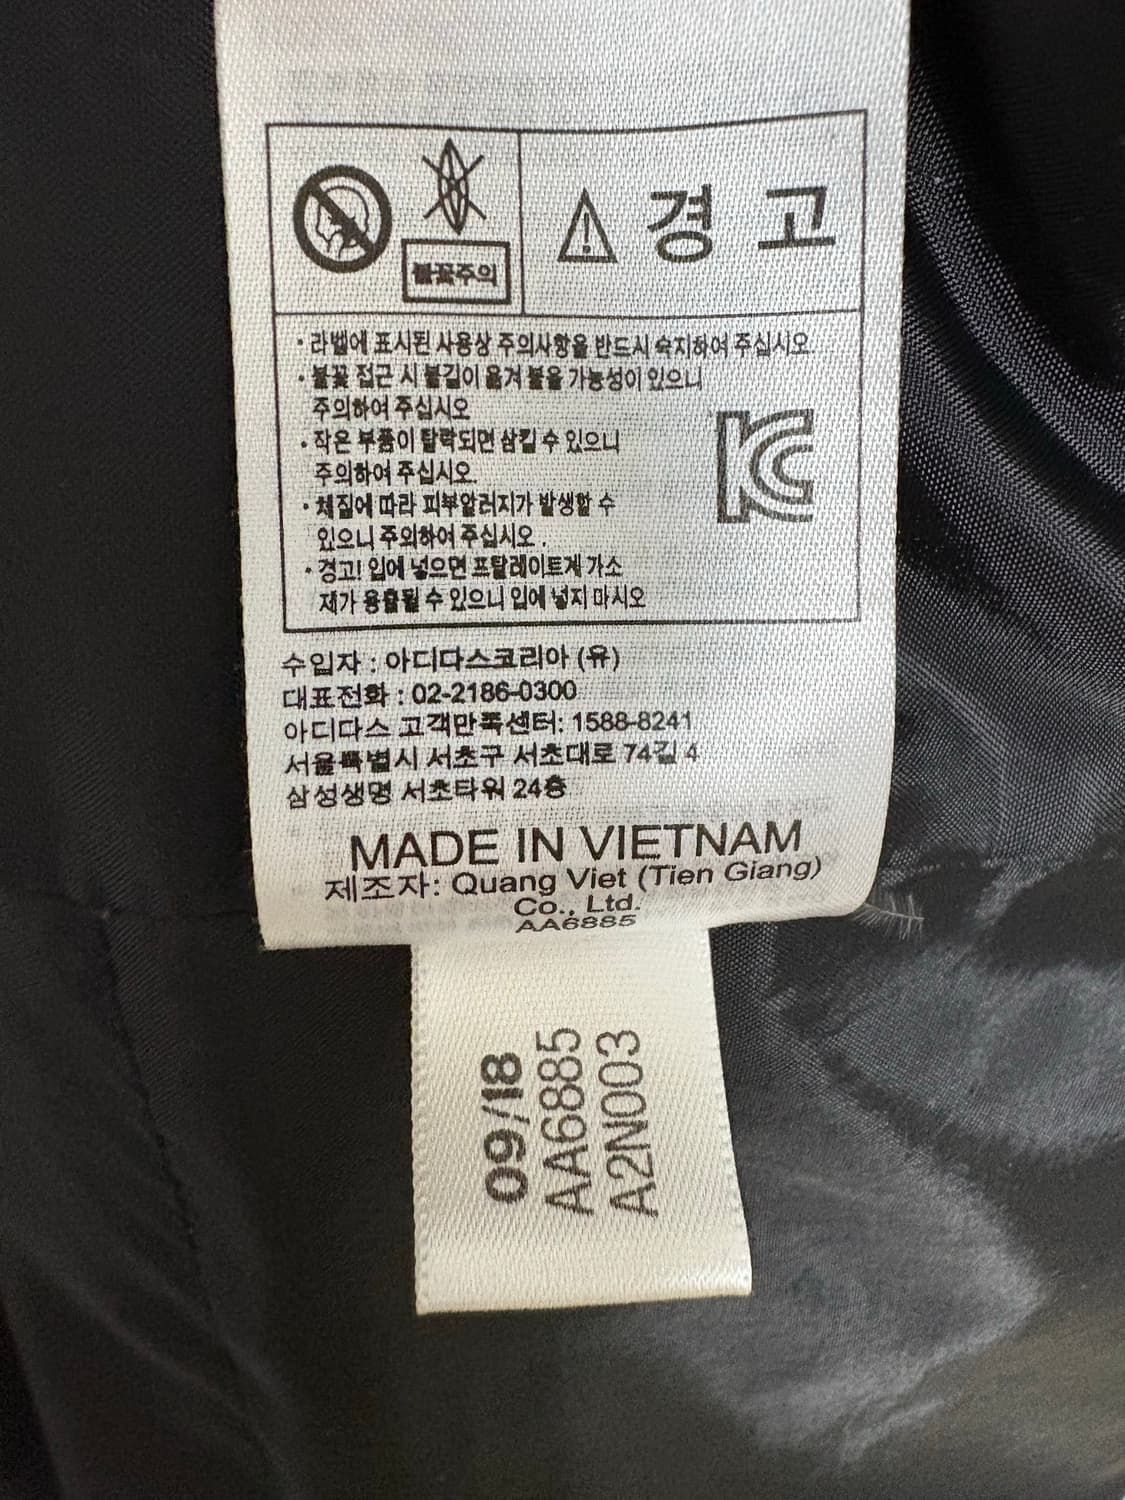 불꽃주의
경 고
· 라벨에 표시된 사용상 주의사항을 반드시 숙지하여 주십시오.
· 불꽃 접근 시 불길이 옮겨 붙을 가능성이 있으니
주의하여 주십시오
· 작은 부품이 탈락되면 삼킬 수 있으니
주의하여 주십시오.
· 체질에 따라 피부알러지가 발생할 수
있으니 주의하여 주십시오 .
· 경고! 입에 넣으면 프탈레이트계 가소
제가 용출될 수 있으니 입에 넣지 마시오
수입자 : 아디다스코리아 (유)
대표전화 : 02-2186-0300
아디다스 고객만족센터: 1588-8241
서울특별시 서초구 서초대로 74길 4
삼성생명 서초타워 24층
MADE IN VIETNAM
제조자: Quang Viet (Tien Giang)
Co., Ltd.
AA6885
09/18
AA6885
A2N003